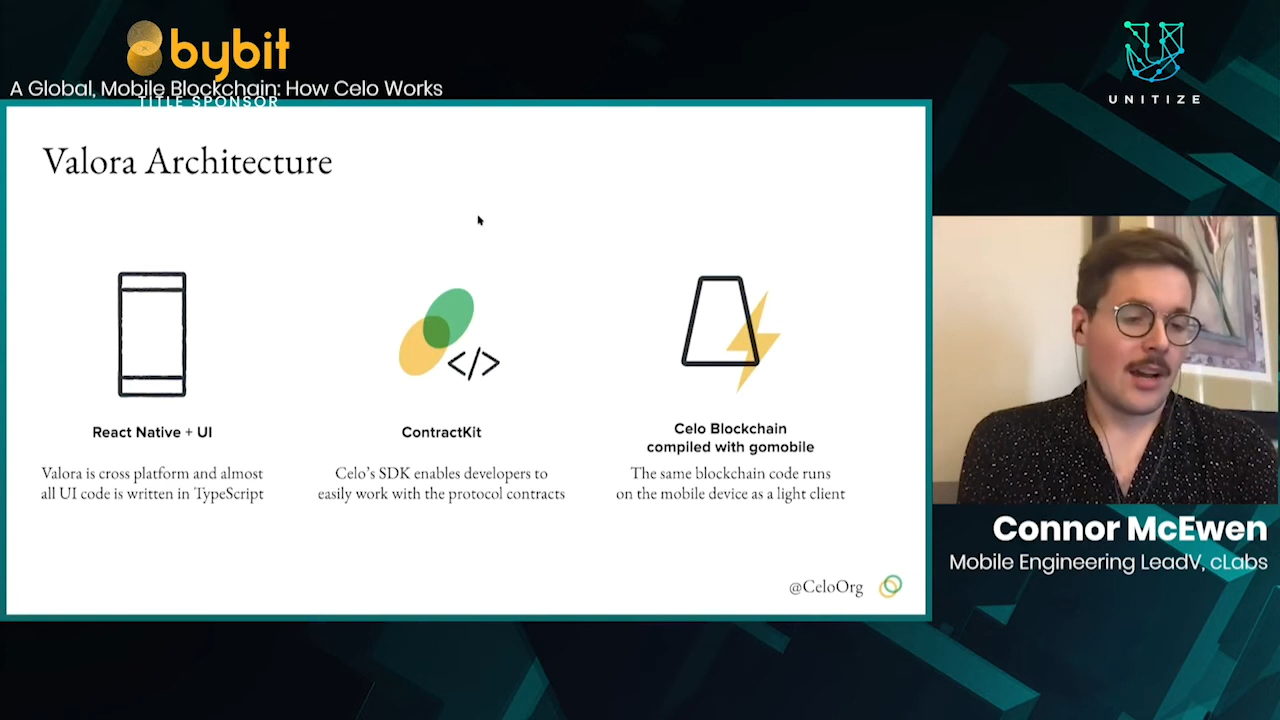 bybit
A Global, Mobile Blockchain: How Celo Works
TITLE SPONSOR
UNITIZE
Valora Architecture
</>
React Native + UI
Valora is cross platform and almost
all UI code is written in TypeScript
ContractKit
Celo's SDK enables developers to
easily work with the protocol contracts
Celo Blockchain
compiled with gomobile
The same blockchain code runs
on the mobile device as a light client
@CeloOrg
Connor McEwen
Mobile Engineering LeadV, cLabs